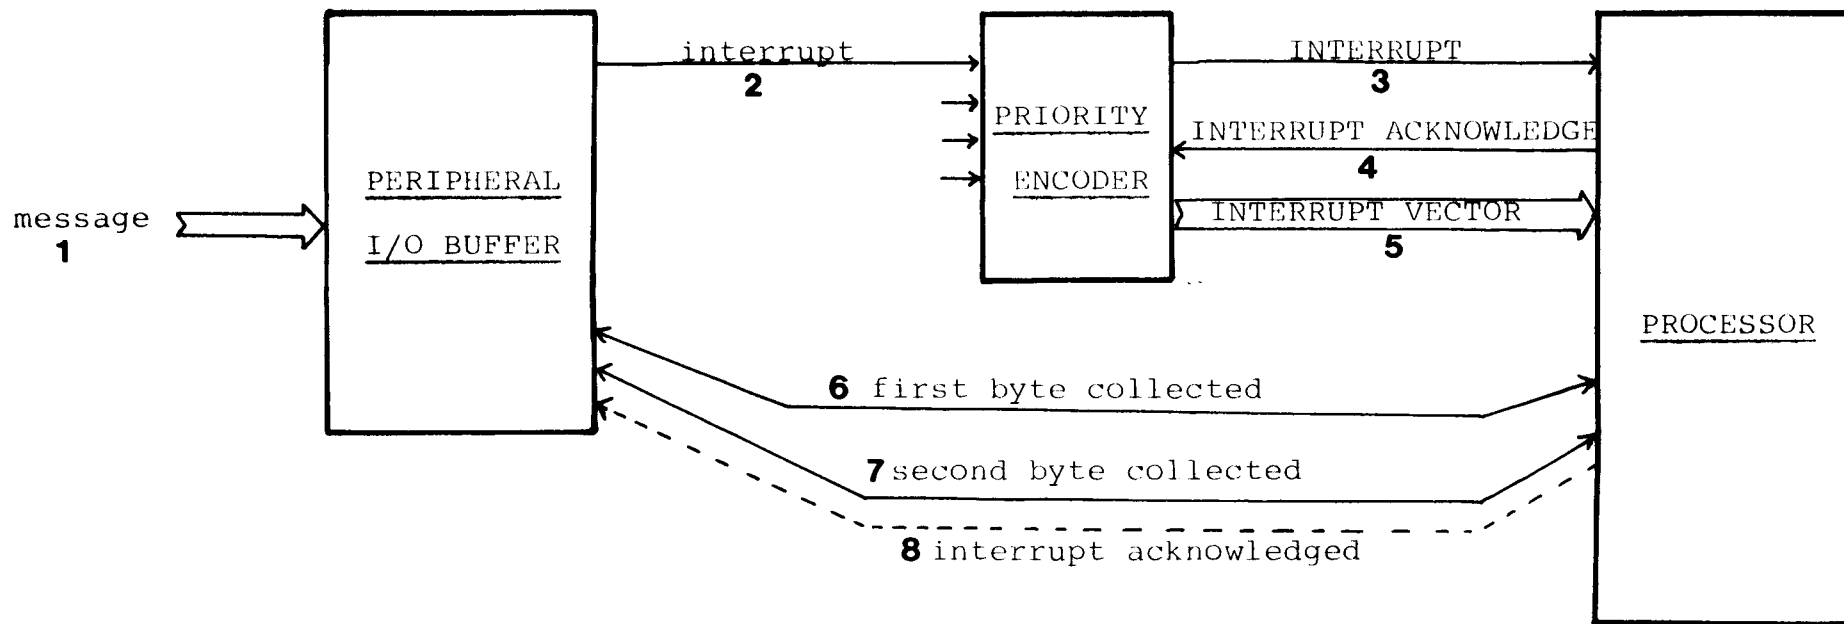 message
1
PERIPHERAL
I/O BUFFER
interrupt
2
PRIORITY
ENCODER
INTERRUPT
3
INTERRUPT ACKNOWLEDGE
4
INTERRUPT VECTOR
5
PROCESSOR
6 first byte collected
7 second byte collected
8 interrupt acknowledged